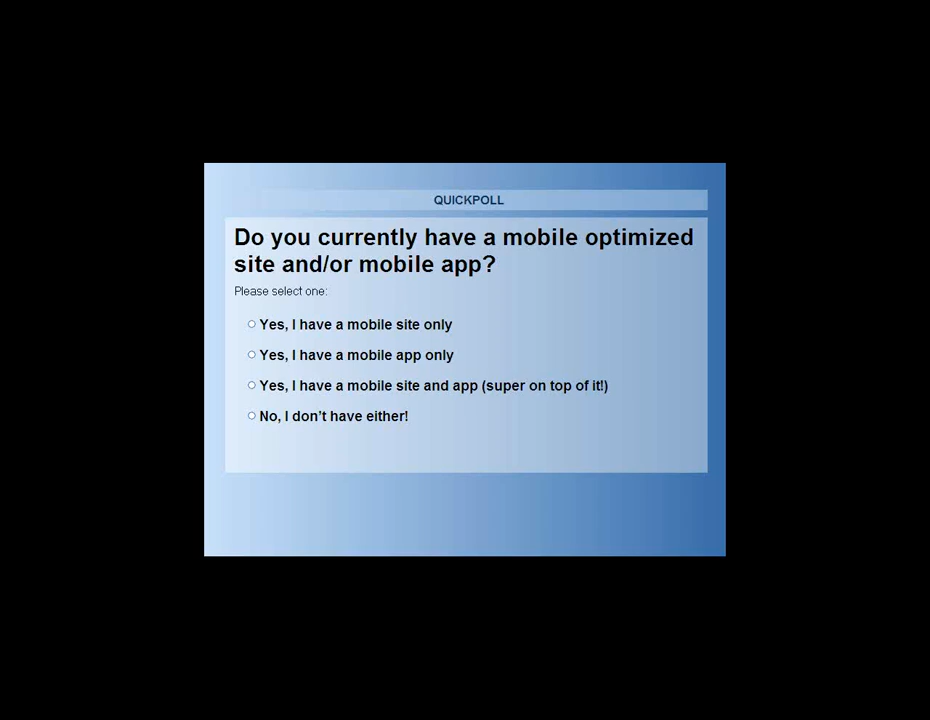 QUICKPOLL
Do you currently have a mobile optimized
site and/or mobile app?
Please select one:
Yes, I have a mobile site only
Yes, I have a mobile app only
Yes, I have a mobile site and app (super on top of it!)
No, I don’t have either!